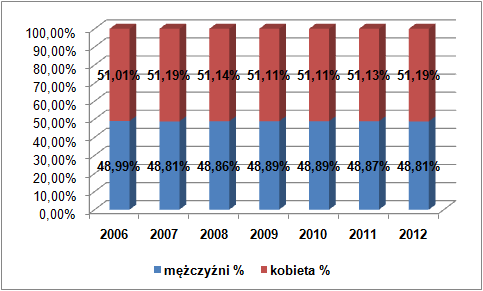 100,00%
90,00%
80,00%
70,00%
60,00%
50,00%
40,00%
30,00%
20,00%
10,00%
0,00%
51,01% 51,19% 51,14% 51,11% 51,11% 51,13% 51,19%
48,99% 48,81% 48,86% 48,89% 48,89% 48,87% 48,81%
2006 2007 2008 2009 2010 2011 2012
mężczyźni % kobieta %